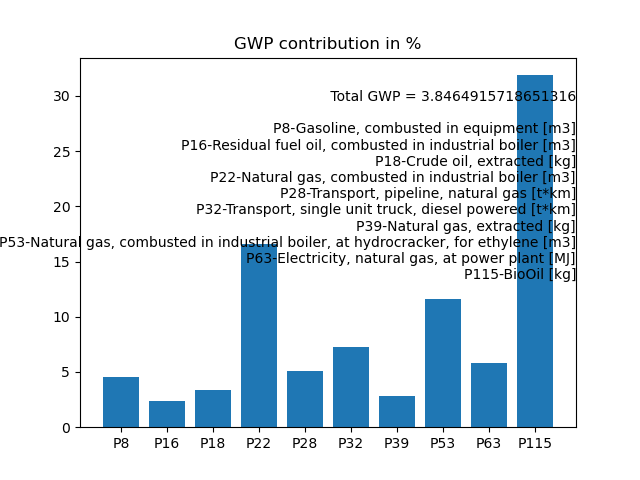 GWP contribution in %
Total GWP = 3.8464915718651316
P8-Gasoline, combusted in equipment [m3]
P16-Residual fuel oil, combusted in industrial boiler [m3]
P18-Crude oil, extracted [kg]
P22-Natural gas, combusted in industrial boiler [m3]
P28-Transport, pipeline, natural gas [t*km]
P32-Transport, single unit truck, diesel powered [t*km]
P39-Natural gas, extracted [kg]
P53-Natural gas, combusted in industrial boiler, at hydrocracker, for ethylene [m3]
P63-Electricity, natural gas, at power plant [MJ]
P115-BioOil [kg]
30
25
20
15
10
5
0
P8 P16 P18 P22 P28 P32 P39 P53 P63 P115